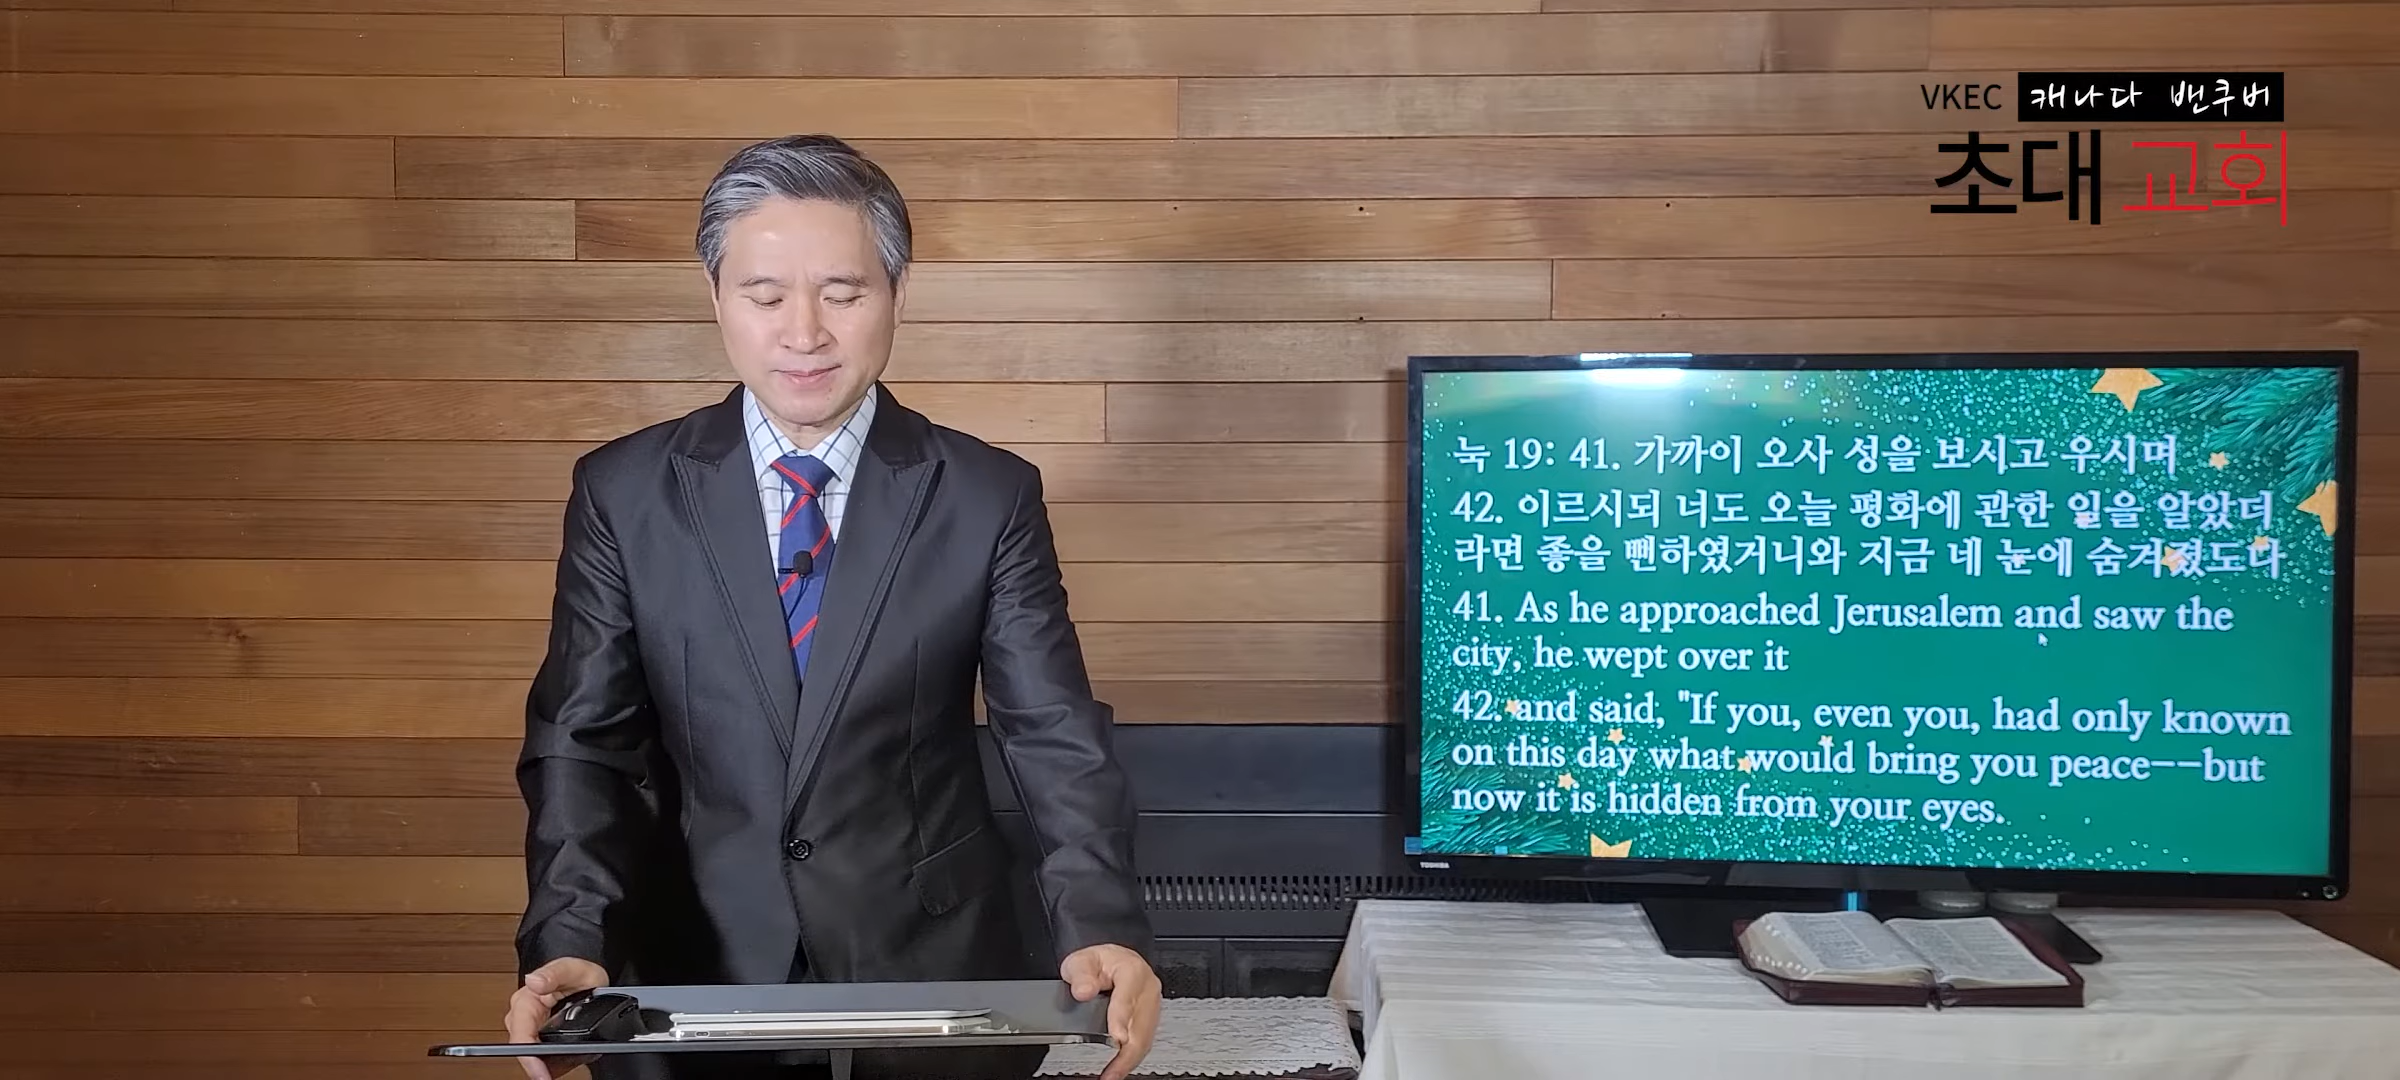 VKEC 캐나다 밴쿠버
초대교회
눅 19: 41. 가까이 오사 성을 보시고 우시며
42. 이르시되 너도 오늘 평화에 관한 일을 알았더
라면 좋을 뻔하였거니와 지금 네 눈에 숨겨졌도다
41. As he approached Jerusalem and saw the
city, he wept over it
42. and said, "If you, even you, had only known
on this day what would bring you peace--but
now it is hidden from your eyes.
TOSHIBA